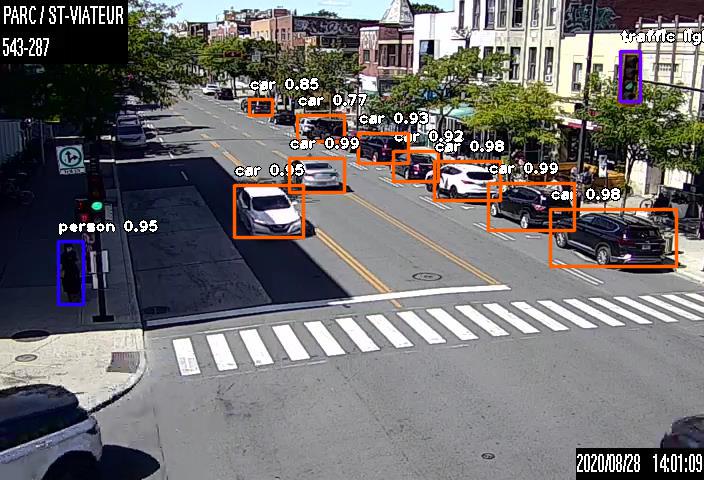 PARC / ST-VIATEUR
543-287
traffic lig
car 0.85
car 0.77
car 0.93
car 0.92
car 0.99
car 0.98
car 0.99
car 0.95
car 0.98
person 0.95
2020/08/28 14:01:09